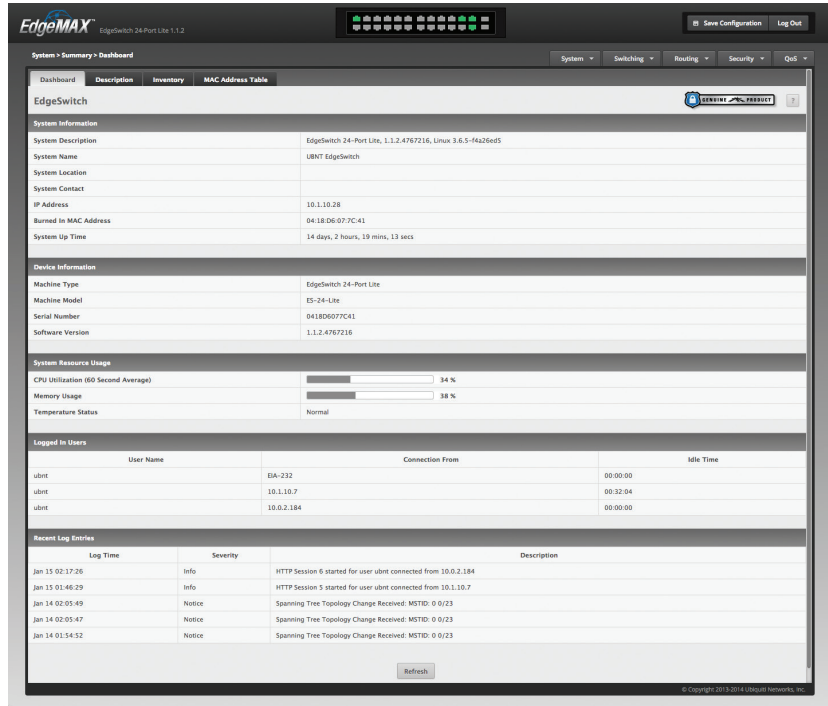 EdgeMAX™ EdgeSwitch 24-Port Lite 1.1.2
Save Configuration Log Out
System > Summary > Dashboard
System Switching Routing Security QoS
Dashboard Description Inventory MAC Address Table
EdgeSwitch
GENUINE PRODUCT ?
System Information
System Description EdgeSwitch 24-Port Lite, 1.1.2.4767216, Linux 3.6.5-f4a26ed5
System Name UBNT EdgeSwitch
System Location
System Contact
IP Address 10.1.10.28
Burned In MAC Address 04:18:D6:07:7C:41
System Up Time 14 days, 2 hours, 19 mins, 13 secs
Device Information
Machine Type EdgeSwitch 24-Port Lite
Machine Model ES-24-Lite
Serial Number 0418D6077C41
Software Version 1.1.2.4767216
System Resource Usage
CPU Utilization (60 Second Average) 34 %
Memory Usage 38 %
Temperature Status Normal
Logged In Users
User Name Connection From Idle Time
ubnt EIA-232 00:00:00
ubnt 10.1.10.7 00:32:04
ubnt 10.0.2.184 00:00:00
Recent Log Entries
Log Time Severity Description
Jan 15 02:17:26 Info HTTP Session 6 started for user ubnt connected from 10.0.2.184
Jan 15 01:46:29 Info HTTP Session 5 started for user ubnt connected from 10.1.10.7
Jan 14 02:05:49 Notice Spanning Tree Topology Change Received: MSTID: 0 0/23
Jan 14 02:05:47 Notice Spanning Tree Topology Change Received: MSTID: 0 0/23
Jan 14 01:54:52 Notice Spanning Tree Topology Change Received: MSTID: 0 0/23
Refresh
© Copyright 2013-2014 Ubiquiti Networks, Inc.